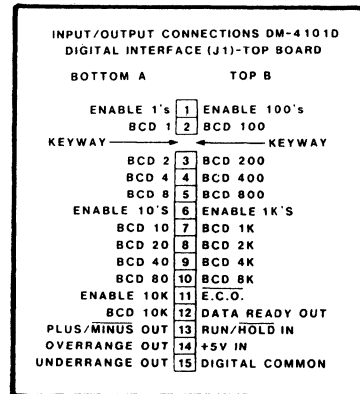 INPUT/OUTPUT CONNECTIONS DM-4101D
DIGITAL INTERFACE (J1)-TOP BOARD
BOTTOM A TOP B
ENABLE 1's 1 ENABLE 100's
BCD 1 2 BCD 100
KEYWAY KEYWAY
BCD 2 3 BCD 200
BCD 4 4 BCD 400
BCD 8 5 BCD 800
ENABLE 10'S 6 ENABLE 1K'S
BCD 10 7 BCD 1K
BCD 20 8 BCD 2K
BCD 40 9 BCD 4K
BCD 80 10 BCD 8K
ENABLE 10K 11 E.C.O.
BCD 10K 12 DATA READY OUT
PLUS/MINUS OUT 13 RUN/HOLD IN
OVERRANGE OUT 14 +5V IN
UNDERRANGE OUT 15 DIGITAL COMMON